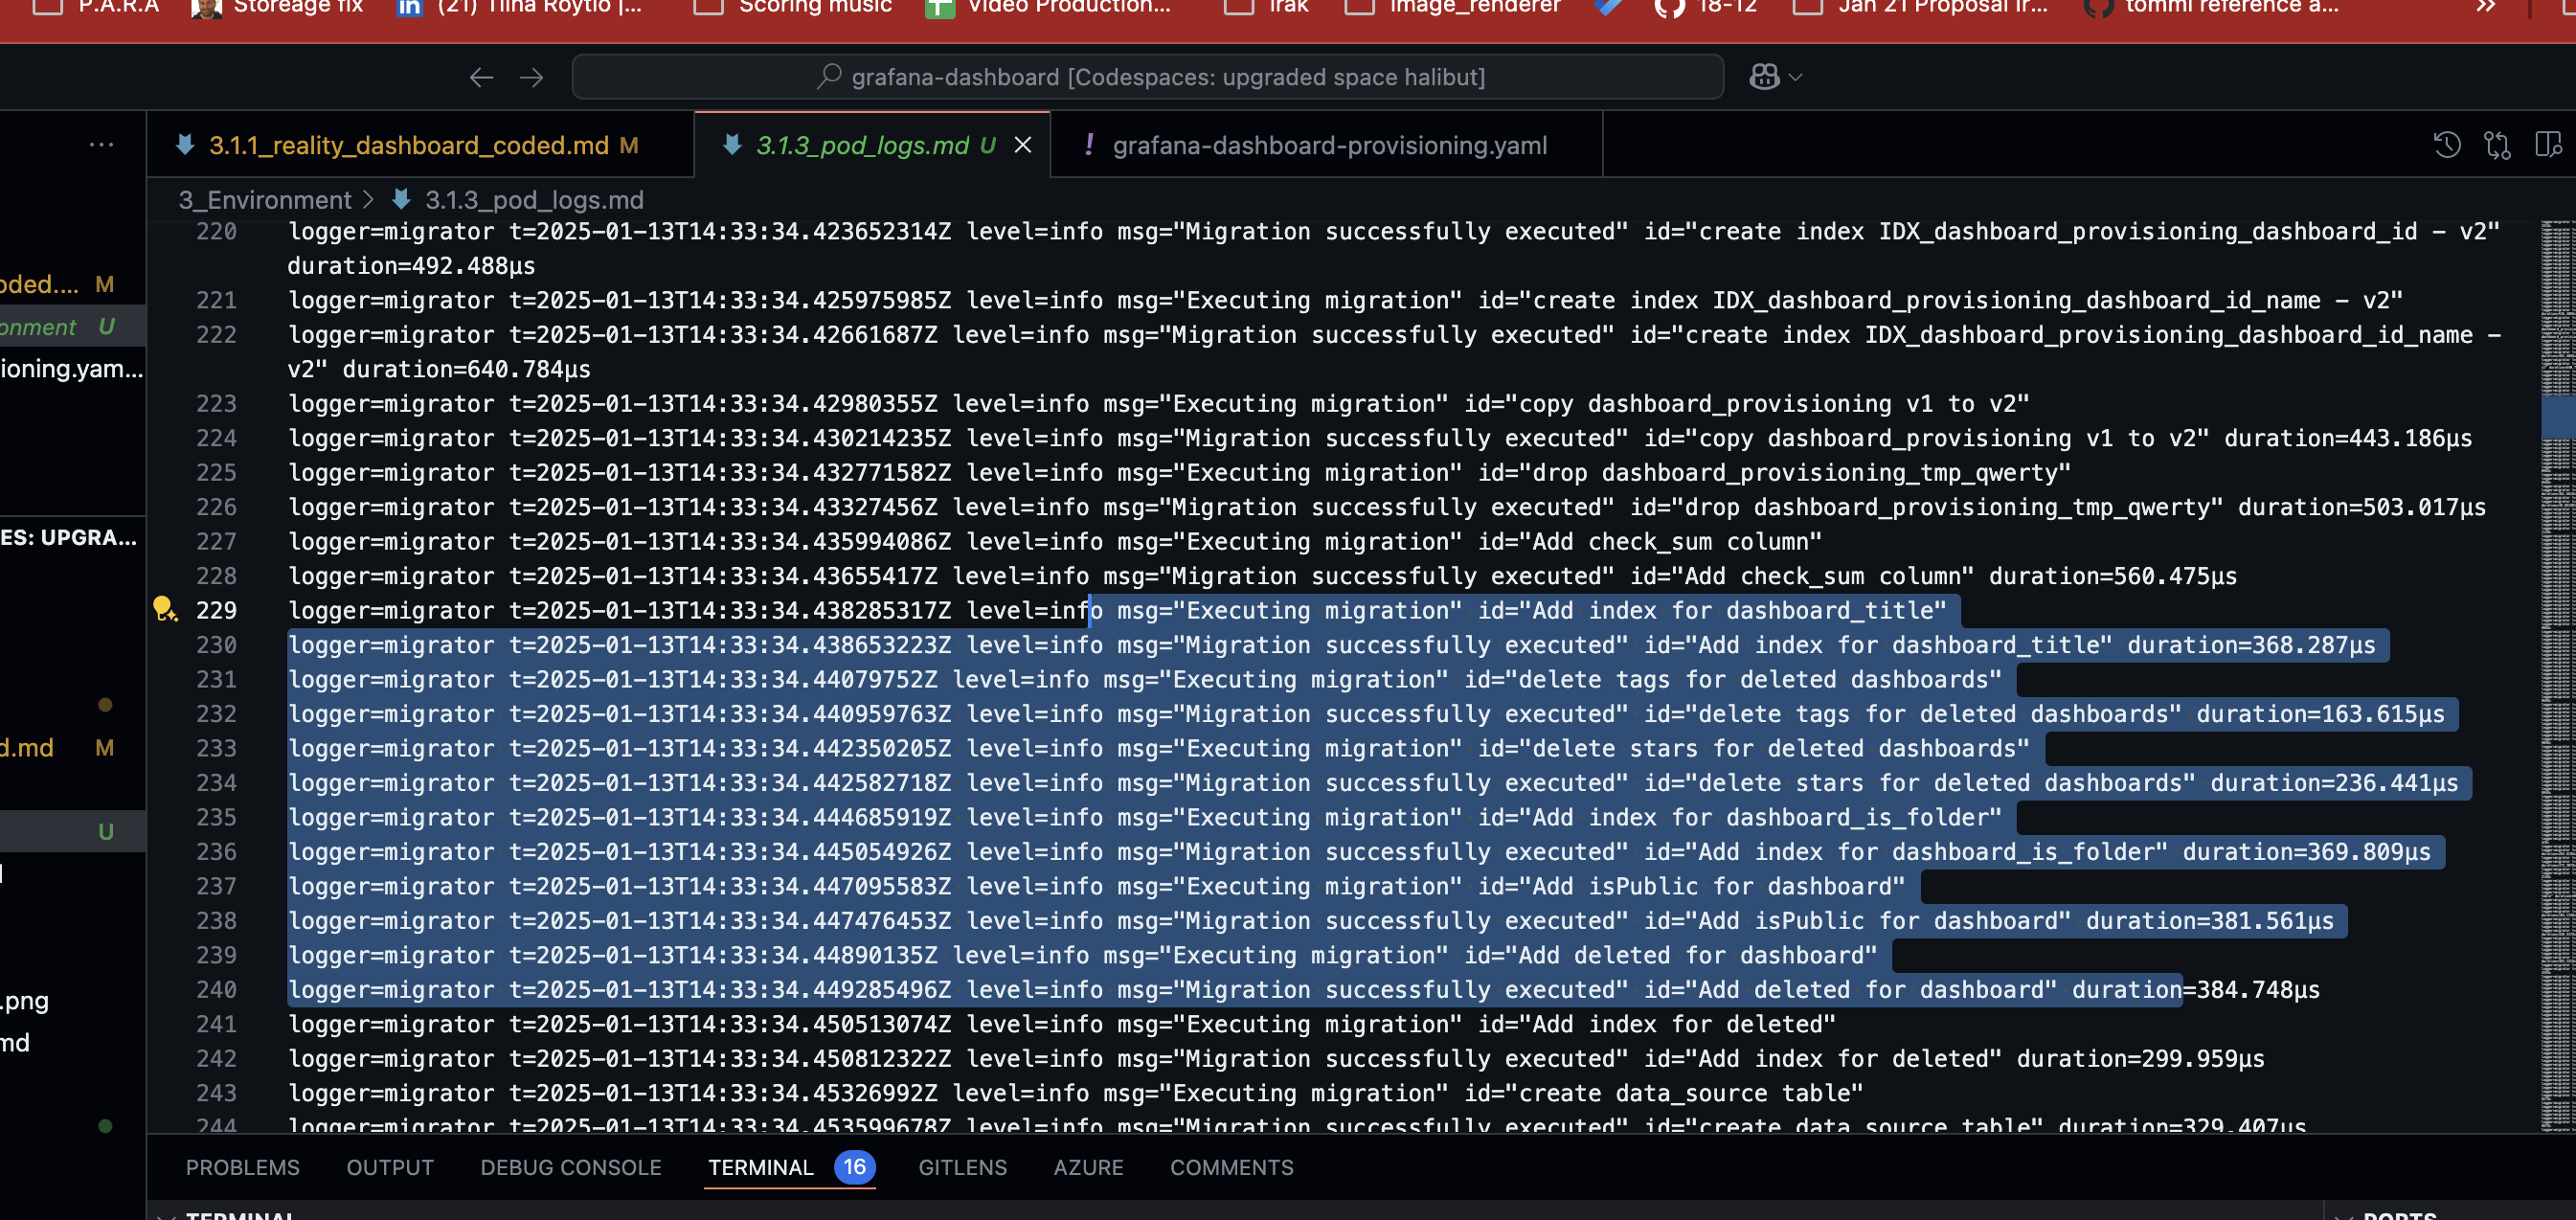 P.A.R.A Storeage fix (21) Tiina Röytiö |... Scoring music Video Production... irak image_renderer 18-12 Jan 21 Proposal ir... tommi reference a... »
grafana-dashboard [Codespaces: upgraded space halibut]
... 3.1.1_reality_dashboard_coded.md M 3.1.3_pod_logs.md U ! grafana-dashboard-provisioning.yaml
3_Environment > 3.1.3_pod_logs.md
220 logger=migrator t=2025-01-13T14:33:34.423652314Z level=info msg="Migration successfully executed" id="create index IDX_dashboard_provisioning_dashboard_id - v2"
duration=492.488µs
221 logger=migrator t=2025-01-13T14:33:34.425975985Z level=info msg="Executing migration" id="create index IDX_dashboard_provisioning_dashboard_id_name - v2"
222 logger=migrator t=2025-01-13T14:33:34.42661687Z level=info msg="Migration successfully executed" id="create index IDX_dashboard_provisioning_dashboard_id_name -
v2" duration=640.784µs
223 logger=migrator t=2025-01-13T14:33:34.42980355Z level=info msg="Executing migration" id="copy dashboard_provisioning v1 to v2"
224 logger=migrator t=2025-01-13T14:33:34.430214235Z level=info msg="Migration successfully executed" id="copy dashboard_provisioning v1 to v2" duration=443.186µs
225 logger=migrator t=2025-01-13T14:33:34.432771582Z level=info msg="Executing migration" id="drop dashboard_provisioning_tmp_qwerty"
226 logger=migrator t=2025-01-13T14:33:34.43327456Z level=info msg="Migration successfully executed" id="drop dashboard_provisioning_tmp_qwerty" duration=503.017µs
227 logger=migrator t=2025-01-13T14:33:34.435994086Z level=info msg="Executing migration" id="Add check_sum column"
228 logger=migrator t=2025-01-13T14:33:34.43655417Z level=info msg="Migration successfully executed" id="Add check_sum column" duration=560.475µs
229 logger=migrator t=2025-01-13T14:33:34.438285317Z level=info msg="Executing migration" id="Add index for dashboard_title"
230 logger=migrator t=2025-01-13T14:33:34.438653223Z level=info msg="Migration successfully executed" id="Add index for dashboard_title" duration=368.287µs
231 logger=migrator t=2025-01-13T14:33:34.44079752Z level=info msg="Executing migration" id="delete tags for deleted dashboards"
232 logger=migrator t=2025-01-13T14:33:34.440959763Z level=info msg="Migration successfully executed" id="delete tags for deleted dashboards" duration=163.615µs
233 logger=migrator t=2025-01-13T14:33:34.442350205Z level=info msg="Executing migration" id="delete stars for deleted dashboards"
234 logger=migrator t=2025-01-13T14:33:34.442582718Z level=info msg="Migration successfully executed" id="delete stars for deleted dashboards" duration=236.441µs
235 logger=migrator t=2025-01-13T14:33:34.444685919Z level=info msg="Executing migration" id="Add index for dashboard_is_folder"
236 logger=migrator t=2025-01-13T14:33:34.445054926Z level=info msg="Migration successfully executed" id="Add index for dashboard_is_folder" duration=369.809µs
237 logger=migrator t=2025-01-13T14:33:34.447095583Z level=info msg="Executing migration" id="Add isPublic for dashboard"
238 logger=migrator t=2025-01-13T14:33:34.447476453Z level=info msg="Migration successfully executed" id="Add isPublic for dashboard" duration=381.561µs
239 logger=migrator t=2025-01-13T14:33:34.44890135Z level=info msg="Executing migration" id="Add deleted for dashboard"
240 logger=migrator t=2025-01-13T14:33:34.449285496Z level=info msg="Migration successfully executed" id="Add deleted for dashboard" duration=384.748µs
241 logger=migrator t=2025-01-13T14:33:34.450513074Z level=info msg="Executing migration" id="Add index for deleted"
242 logger=migrator t=2025-01-13T14:33:34.450812322Z level=info msg="Migration successfully executed" id="Add index for deleted" duration=299.959µs
243 logger=migrator t=2025-01-13T14:33:34.45326992Z level=info msg="Executing migration" id="create data_source table"
244 logger=migrator t=2025-01-13T14:33:34.453599678Z level=info msg="Migration successfully executed" id="create data_source table" duration=329.407µs
oded.... M
onment U
ioning.yam...
ES: UPGRA...
d.md M
U
.png
md
PROBLEMS OUTPUT DEBUG CONSOLE TERMINAL 16 GITLENS AZURE COMMENTS
TERMINAL PORTS